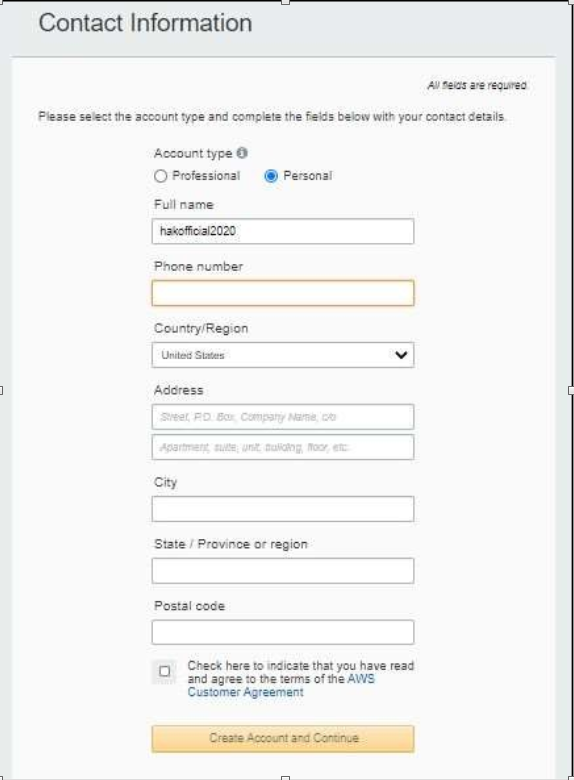 Contact Information
All fields are required.
Please select the account type and complete the fields below with your contact details.
Account type
Professional Personal
Full name
hakofficial2020
Phone number
Country/Region
United States
Address
Street, P.O. Box, Company Name, c/o
Apartment, suite, unit, building, floor, etc.
City
State / Province or region
Postal code
Check here to indicate that you have read
and agree to the terms of the AWS
Customer Agreement
Create Account and Continue